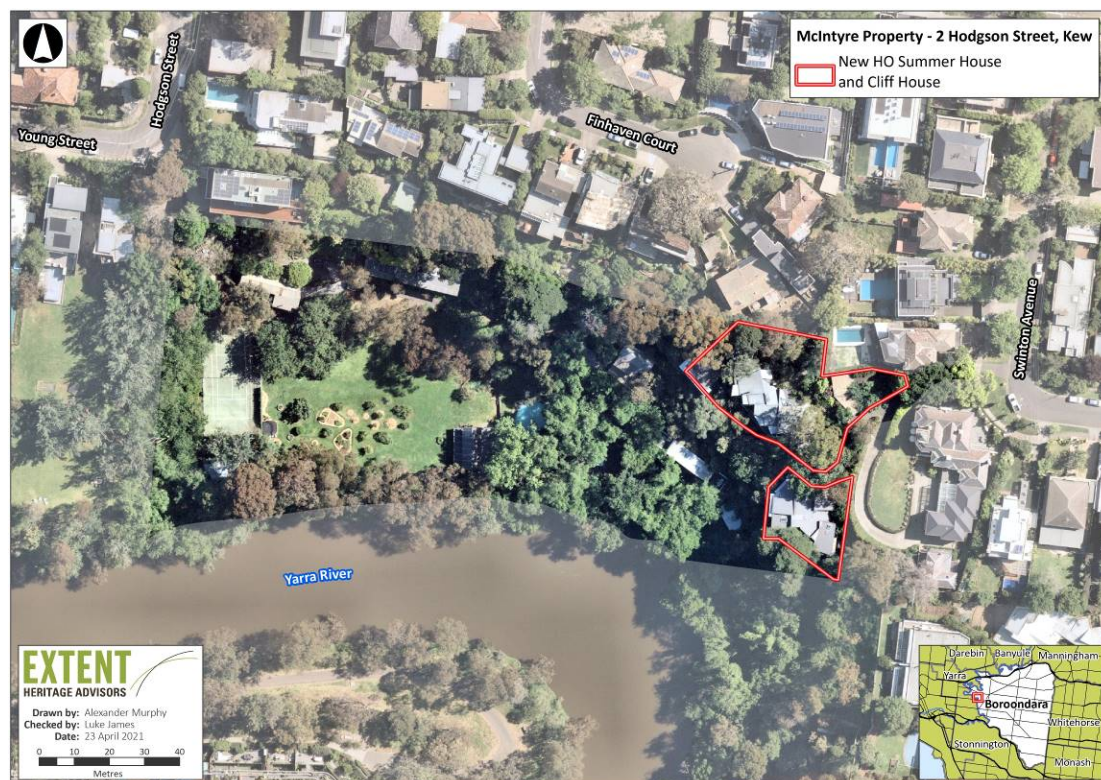 McIntyre Property - 2 Hodgson Street, Kew
New HO Summer House
and Cliff House
Hodgson Street
Young Street
Finhaven Court
Swinton Avenue
Yarra River
EXTENT
HERITAGE ADVISORS
Drawn by: Alexander Murphy
Checked by: Luke James
Date: 23 April 2021
0 10 20 30 40
Metres
Darebin Banyule Manningham
Yarra
Boroondara
Whitehorse
Stonnington
Monash